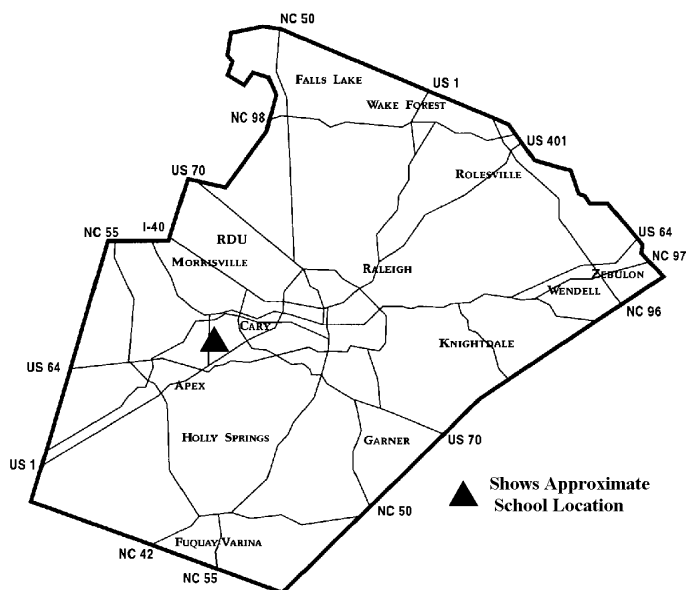 NC 50
FALLS LAKE
US 1
WAKE FOREST
NC 98
US 401
US 70
ROLESVILLE
NC 55
I-40
RDU
US 64
MORRISVILLE
RALEIGH
NC 97
ZEBULON
WENDELL
NC 96
CARY
KNIGHTDALE
US 64
APEX
HOLLY SPRINGS
GARNER
US 70
US 1
Shows Approximate
School Location
NC 50
FUQUAY-VARINA
NC 42
NC 55